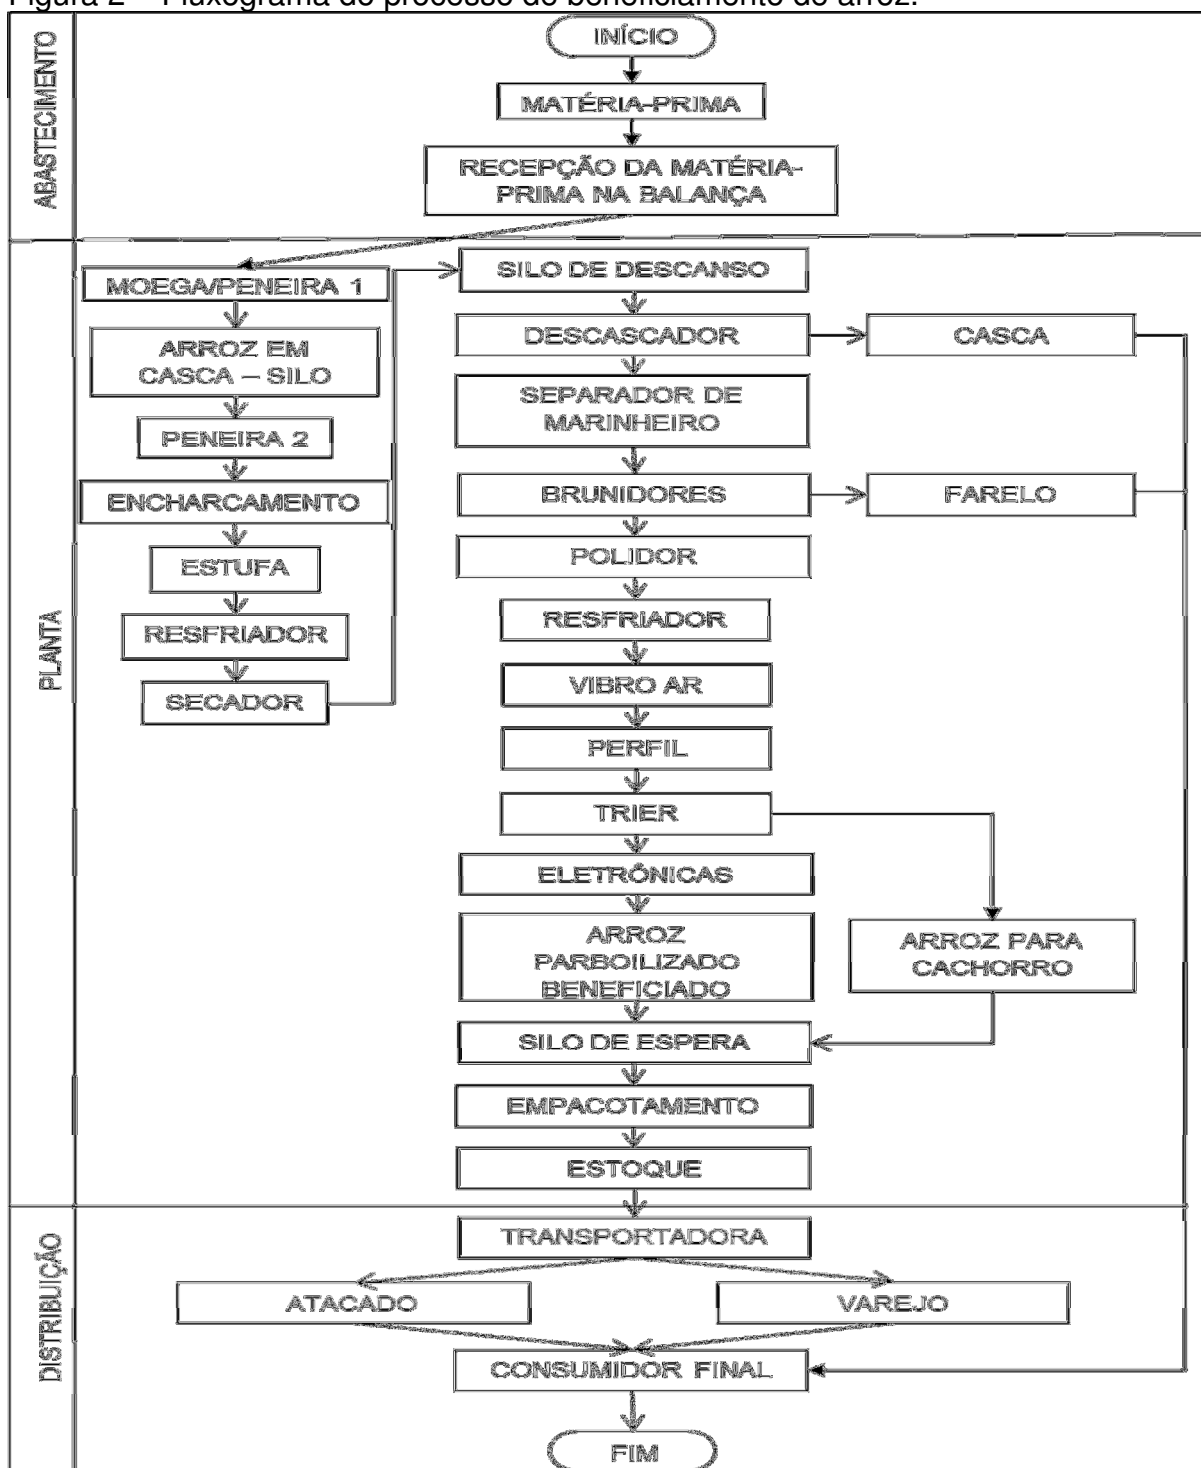 Figura 2 – Fluxograma do processo de beneficiamento de arroz.
ABASTECIMENTO
INÍCIO
MATÉRIA-PRIMA
RECEPÇÃO DA MATÉRIA-
PRIMA NA BALANÇA
PLANTA
MOEGA/PENEIRA 1
ARROZ EM
CASCA – SILO
PENEIRA 2
ENCHARCAMENTO
ESTUFA
RESFRIADOR
SECADOR
SILO DE DESCANSO
DESCASCADOR
CASCA
SEPARADOR DE
MARINHEIRO
BRUNIDORES
FARELO
POLIDOR
RESFRIADOR
VIBRO AR
PERFIL
TRIER
ELETRÔNICAS
ARROZ
PARBOILIZADO
BENEFICIADO
ARROZ PARA
CACHORRO
SILO DE ESPERA
EMPACOTAMENTO
ESTOQUE
DISTRIBUIÇÃO
TRANSPORTADORA
ATACADO
VAREJO
CONSUMIDOR FINAL
FIM